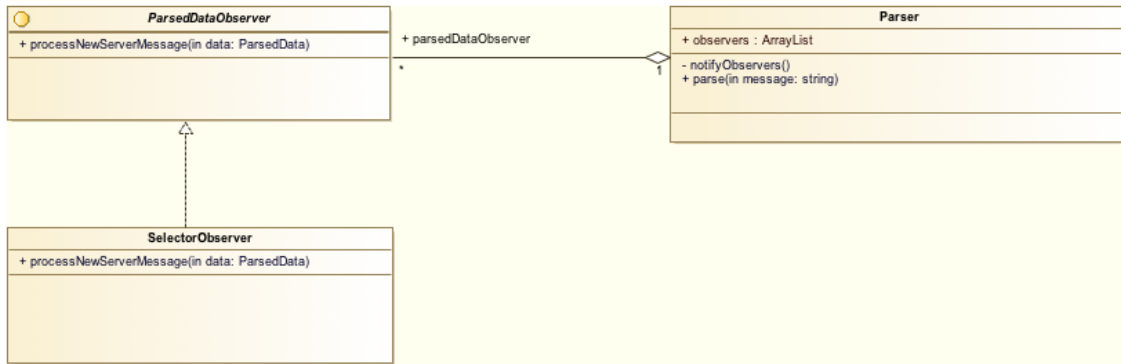 ParsedDataObserver
+ processNewServerMessage(in data: ParsedData)
+ parsedDataObserver
*
1
Parser
+ observers : ArrayList
- notifyObservers()
+ parse(in message: string)
SelectorObserver
+ processNewServerMessage(in data: ParsedData)